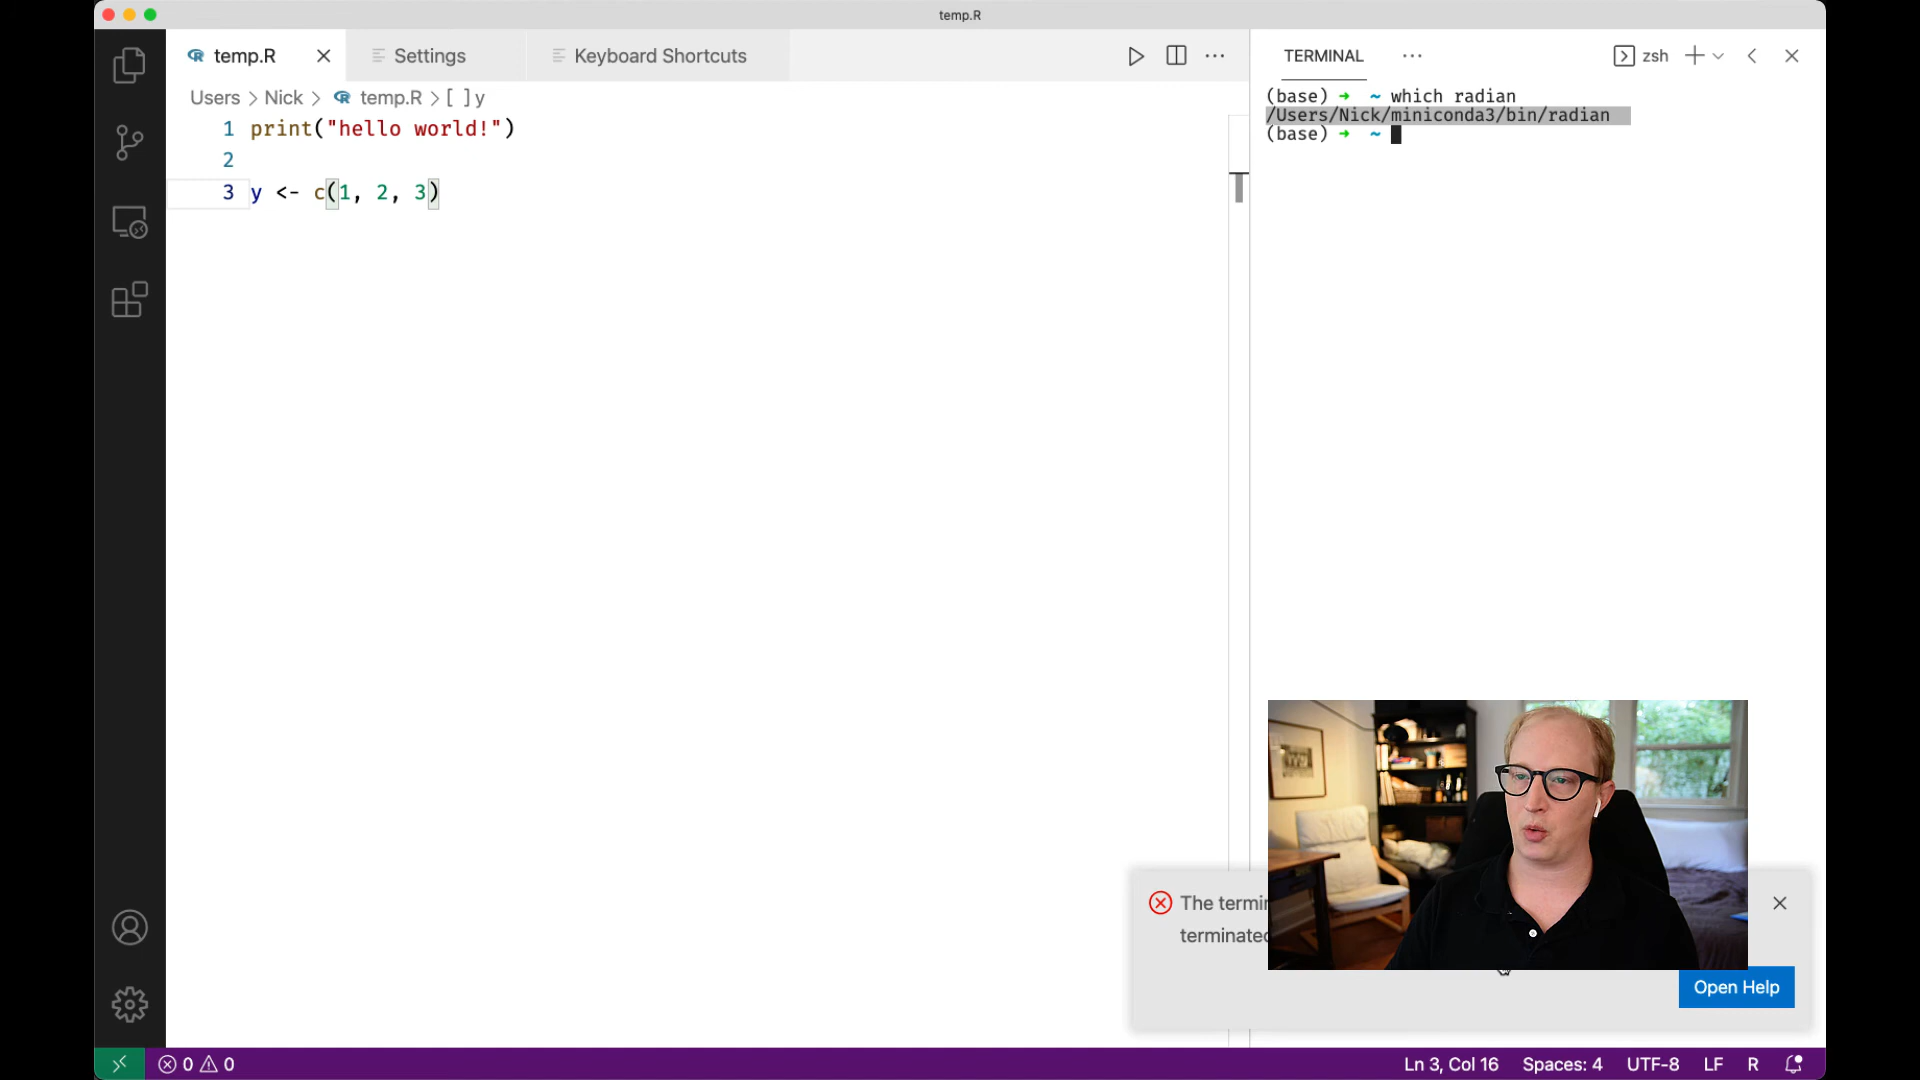 temp.R
temp.R
Settings
Keyboard Shortcuts
TERMINAL
zsh
Users > Nick > temp.R > [ ] y
1 print("hello world!")
2
3 y <- c(1, 2, 3)
(base) ➜ ~ which radian
/Users/Nick/miniconda3/bin/radian
(base) ➜ ~
The
terminated
Open Help
0 0
Ln 3, Col 16
Spaces: 4
UTF-8
LF
R